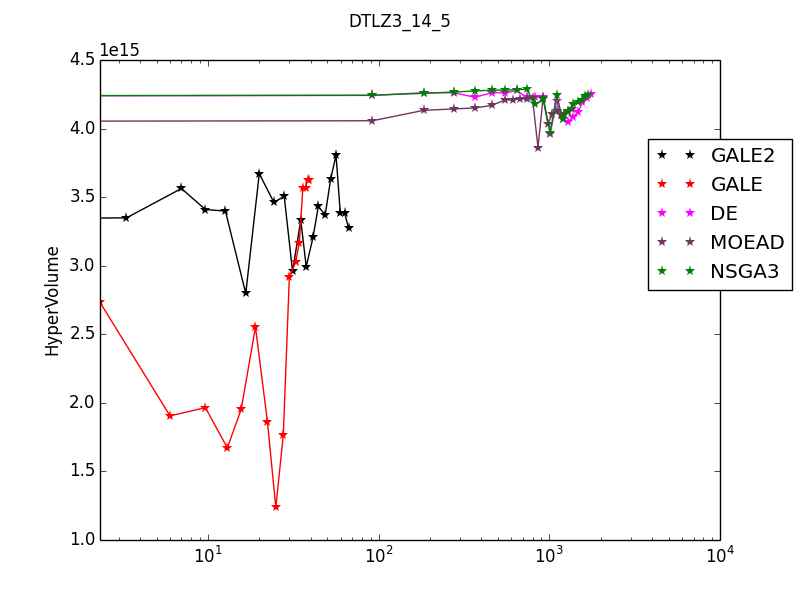 DTLZ3_14_5
1e15
4.5
4.0
3.5
3.0
2.5
2.0
1.5
1.0
HyperVolume
10¹
10²
10³
10⁴
GALE2
GALE
DE
MOEAD
NSGA3